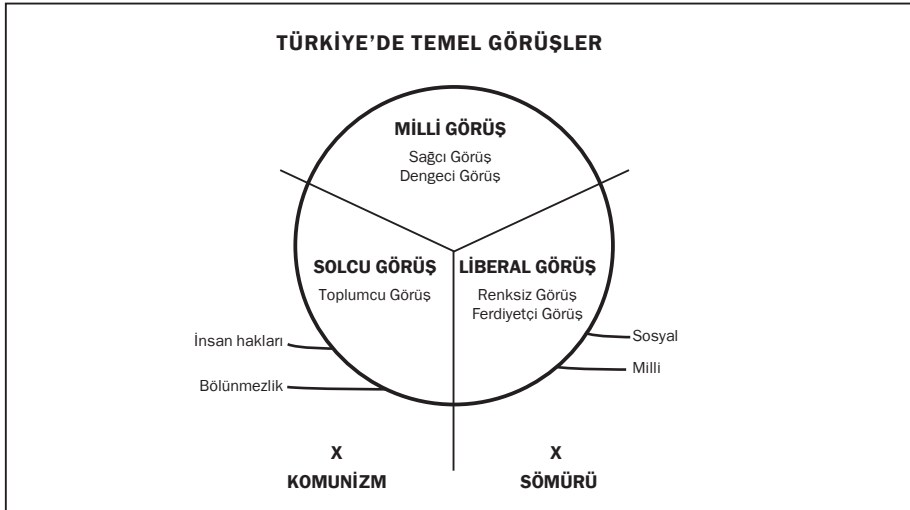 TÜRKİYE'DE TEMEL GÖRÜŞLER
MİLLİ GÖRÜŞ
Sağcı Görüş
Dengeci Görüş
SOLCU GÖRÜŞ
Toplumcu Görüş
LİBERAL GÖRÜŞ
Renksiz Görüş
Ferdiyetçi Görüş
İnsan hakları
Bölünmezlik
Sosyal
Milli
X
KOMUNİZM
X
SÖMÜRÜ